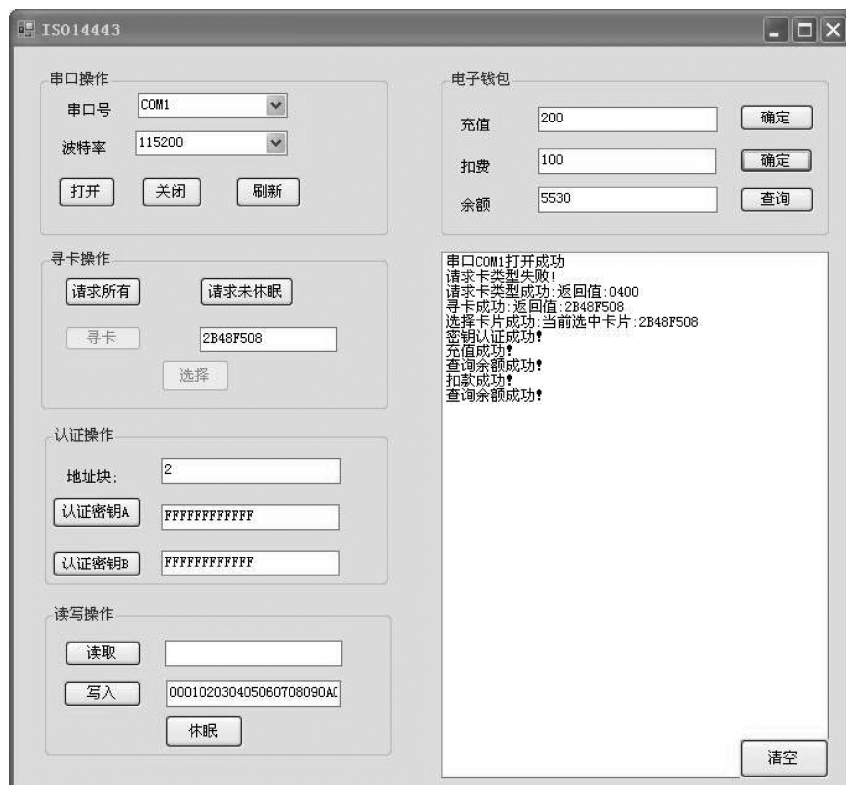 ISO14443
串口操作
串口号 COM1
波特率 115200
打开 关闭 刷新
寻卡操作
请求所有 请求未休眠
寻卡 2B48F508
选择
认证操作
地址块: 2
认证密钥A FFFFFFFFFFFF
认证密钥B FFFFFFFFFFFF
读写操作
读取
写入 000102030405060708090A0
休眠
电子钱包
充值 200 确定
扣费 100 确定
余额 5530 查询
串口COM1打开成功
请求卡类型失败!
请求卡类型成功:返回值:0400
寻卡成功:返回值:2B48F508
选择卡片成功:当前选中卡片:2B48F508
密钥认证成功!
充值成功!
查询余额成功!
扣款成功!
查询余额成功!
清空